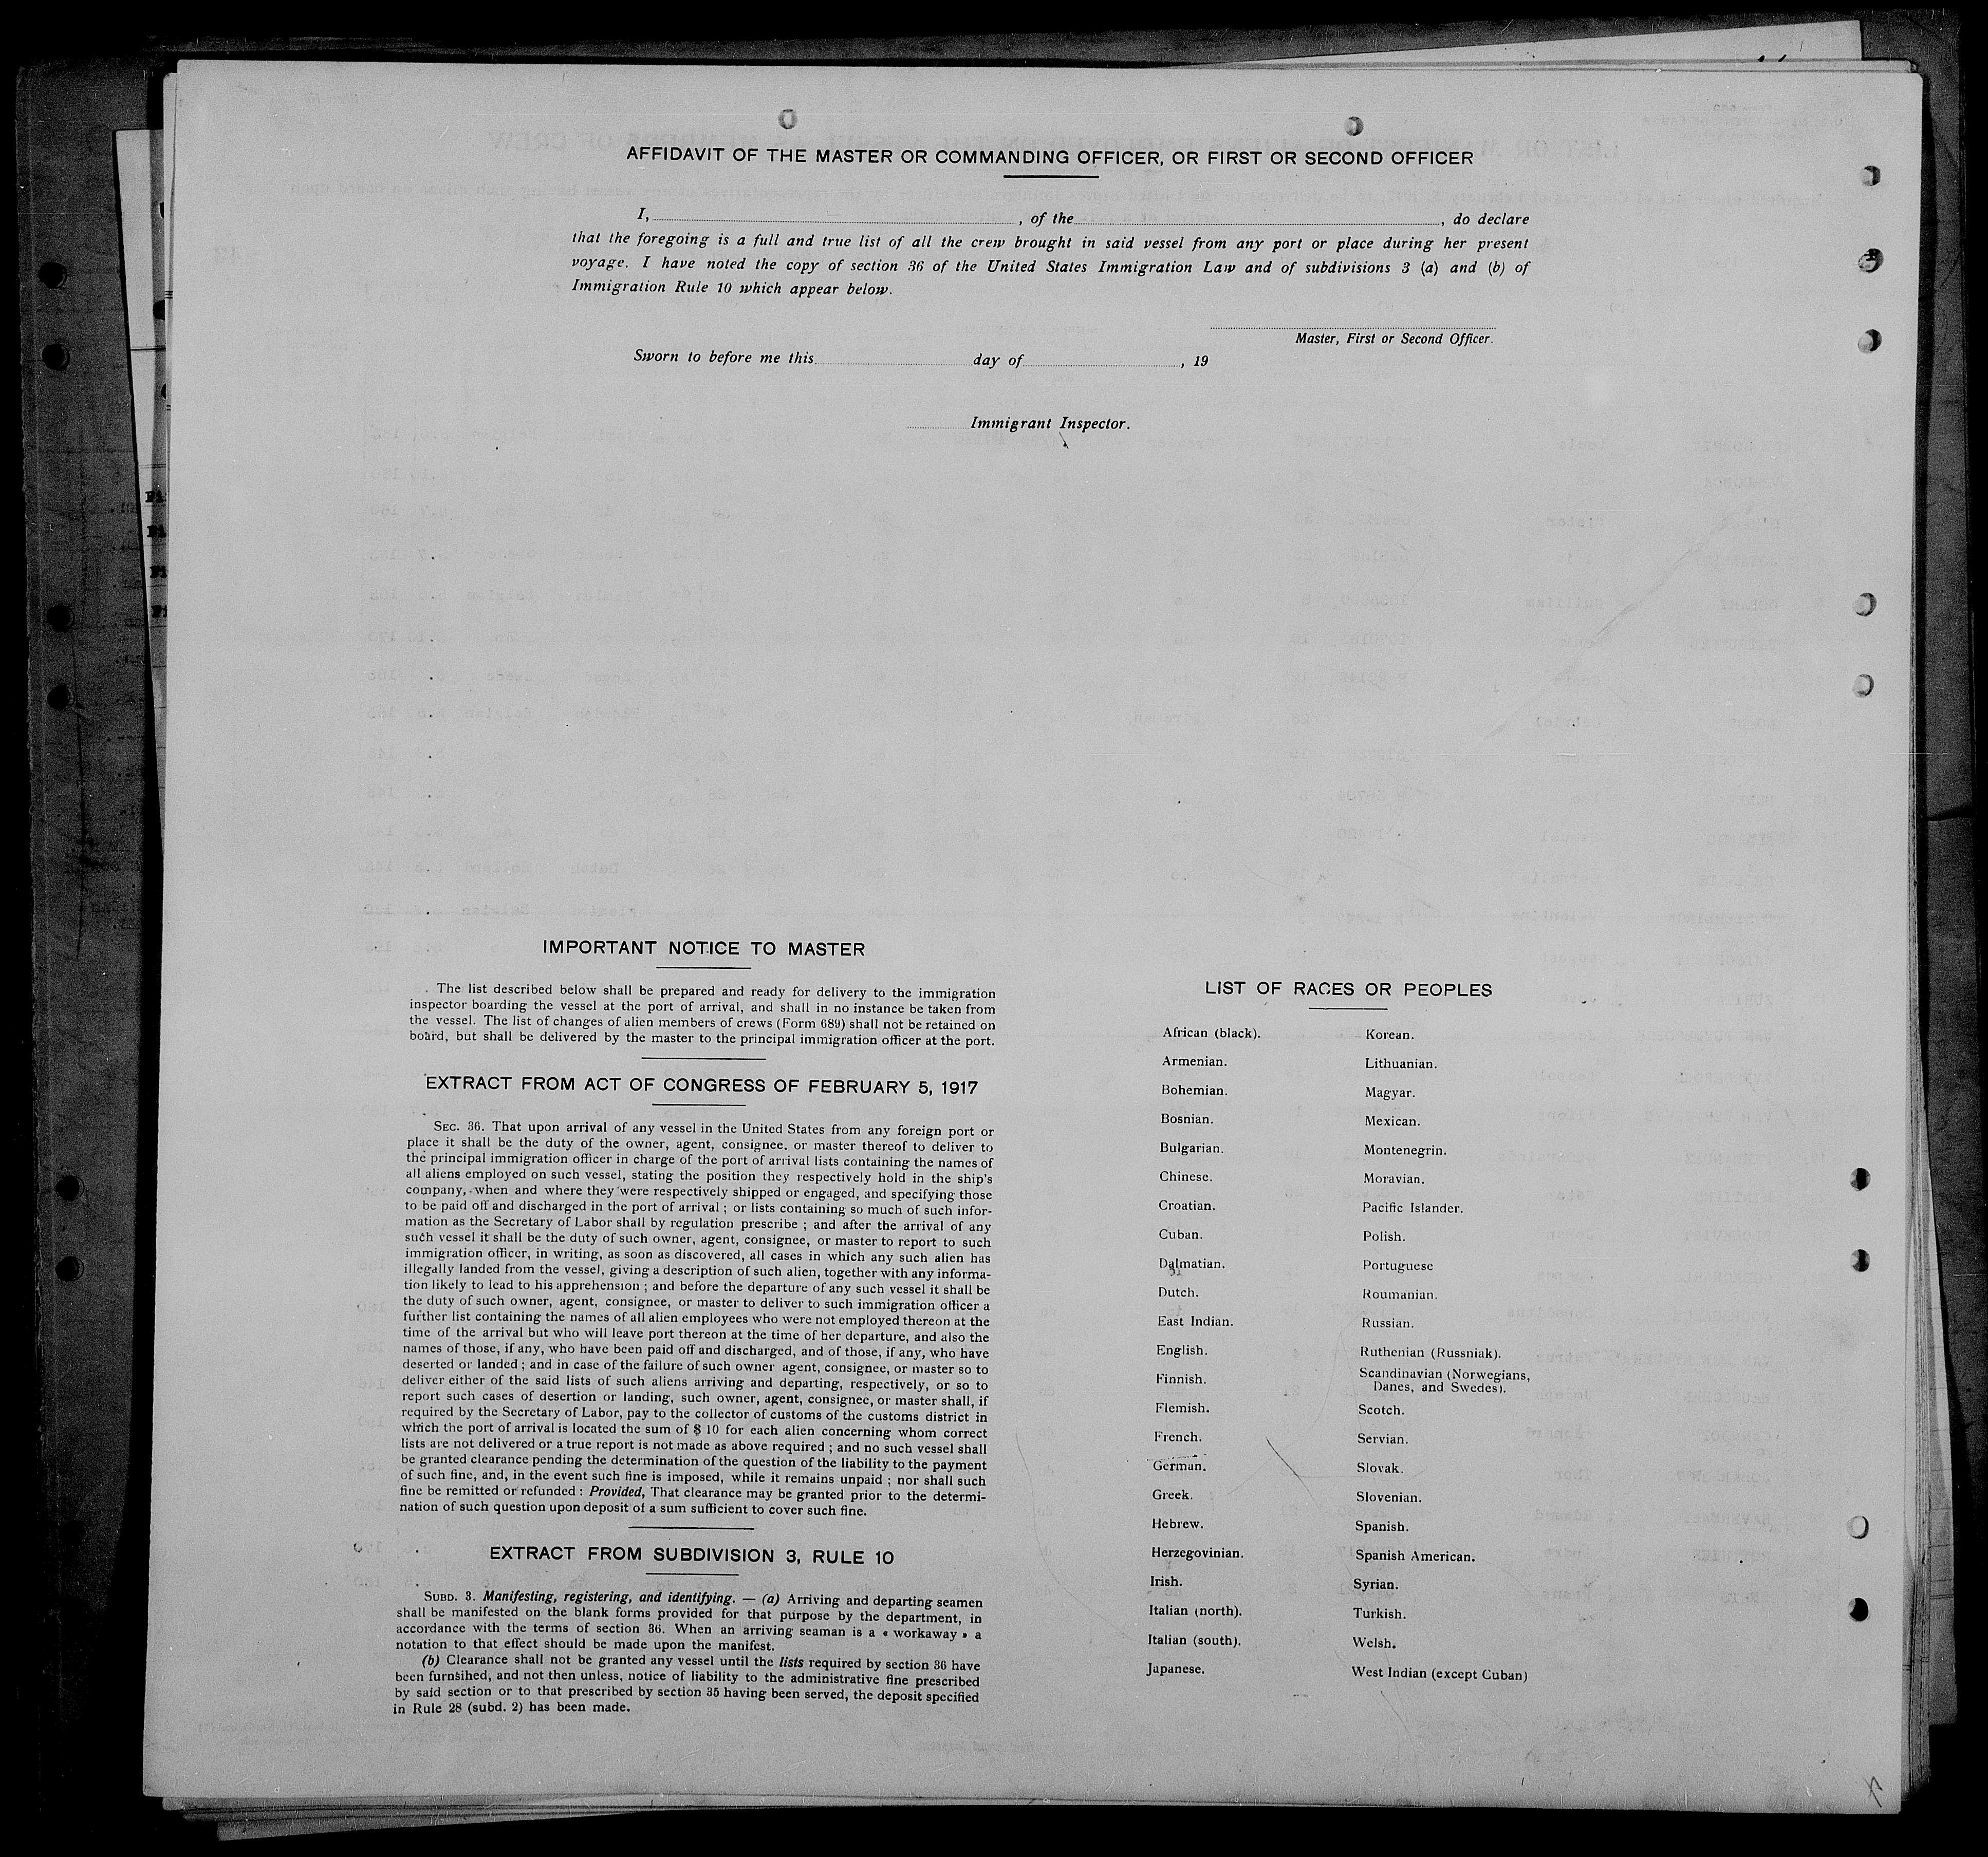 AFFIDAVIT OF THE MASTER OR COMMANDING OFFICER, OR FIRST OR SECOND OFFICER
I, , of the , do declare
that the foregoing is a full and true list of all the crew brought in said vessel from any port or place during her present
voyage. I have noted the copy of section 36 of the United States Immigration Law and of subdivisions 3 (a) and (b) of
Immigration Rule 10 which appear below.
Master, First or Second Officer.
Sworn to before me this day of , 19
Immigrant Inspector.
IMPORTANT NOTICE TO MASTER
The list described below shall be prepared and ready for delivery to the immigration
inspector boarding the vessel at the port of arrival, and shall in no instance be taken from
the vessel. The list of changes of alien members of crews (Form 689) shall not be retained on
board, but shall be delivered by the master to the principal immigration officer at the port.
EXTRACT FROM ACT OF CONGRESS OF FEBRUARY 5, 1917
SEC. 36. That upon arrival of any vessel in the United States from any foreign port or
place it shall be the duty of the owner, agent, consignee. or master thereof to deliver to
the principal immigration officer in charge of the port of arrival lists containing the names of
all aliens employed on such vessel, stating the position they respectively hold in the ship's
company, when and where they were respectively shipped or engaged, and specifying those
to be paid off and discharged in the port of arrival ; or lists containing so much of such infor-
mation as the Secretary of Labor shall by regulation prescribe ; and after the arrival of any
such vessel it shall be the duty of such owner, agent, consignee, or master to report to such
immigration officer, in writing, as soon as discovered, all cases in which any such alien has
illegally landed from the vessel, giving a description of such alien, together with any informa-
tion likely to lead to his apprehension ; and before the departure of any such vessel it shall be
the duty of such owner, agent, consignee, or master to deliver to such immigration officer a
further list containing the names of all alien employees who were not employed thereon at the
time of the arrival but who will leave port thereon at the time of her departure, and also the
names of those, if any, who have been paid off and discharged, and of those, if any, who have
deserted or landed ; and in case of the failure of such owner agent, consignee, or master so to
deliver either of the said lists of such aliens arriving and departing, respectively, or so to
report such cases of desertion or landing, such owner, agent, consignee, or master shall, if
required by the Secretary of Labor, pay to the collector of customs of the customs district in
which the port of arrival is located the sum of $ 10 for each alien concerning whom correct
lists are not delivered or a true report is not made as above required ; and no such vessel shall
be granted clearance pending the determination of the question of the liability to the payment
of such fine, and, in the event such fine is imposed, while it remains unpaid ; nor shall such
fine be remitted or refunded : Provided, That clearance may be granted prior to the determi-
nation of such question upon deposit of a sum sufficient to cover such fine.
EXTRACT FROM SUBDIVISION 3, RULE 10
SUBD. 3. Manifesting, registering, and identifying. — (a) Arriving and departing seamen
shall be manifested on the blank forms provided for that purpose by the department, in
accordance with the terms of section 36. When an arriving seaman is a « workaway » a
notation to that effect should be made upon the manifest.
(b) Clearance shall not be granted any vessel until the lists required by section 36 have
been furnsihed, and not then unless, notice of liability to the administrative fine prescribed
by said section or to that prescribed by section 35 having been served, the deposit specified
in Rule 28 (subd. 2) has been made.
LIST OF RACES OR PEOPLES
African (black).
Armenian.
Bohemian.
Bosnian.
Bulgarian.
Chinese.
Croatian.
Cuban.
Dalmatian.
Dutch.
East Indian.
English.
Finnish.
Flemish.
French.
German.
Greek.
Hebrew.
Herzegovinian.
Irish.
Italian (north).
Italian (south).
Japanese.
Korean.
Lithuanian.
Magyar.
Mexican.
Montenegrin.
Moravian.
Pacific Islander.
Polish.
Portuguese
Roumanian.
Russian.
Ruthenian (Russniak).
Scandinavian (Norwegians,
Danes, and Swedes).
Scotch.
Servian.
Slovak.
Slovenian.
Spanish.
Spanish American.
Syrian.
Turkish.
Welsh.
West Indian (except Cuban)